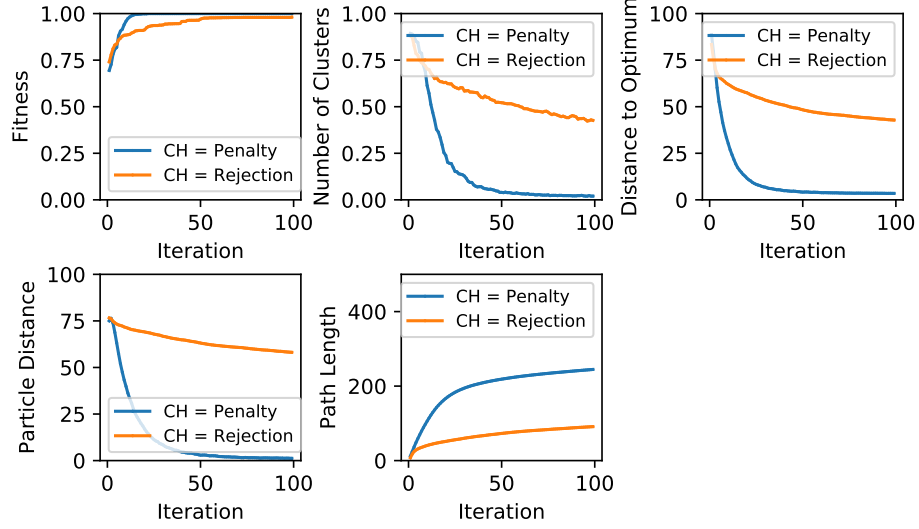 Fitness
1.00
0.75
0.50
0.25
0.00
CH = Penalty
CH = Rejection
0
50
100
Iteration
Number of Clusters
1.00
0.75
0.50
0.25
0.00
CH = Penalty
CH = Rejection
0
50
100
Iteration
Distance to Optimum
100
75
50
25
0
CH = Penalty
CH = Rejection
0
50
100
Iteration
Particle Distance
100
75
50
25
0
CH = Penalty
CH = Rejection
0
50
100
Iteration
Path Length
400
200
0
CH = Penalty
CH = Rejection
0
50
100
Iteration